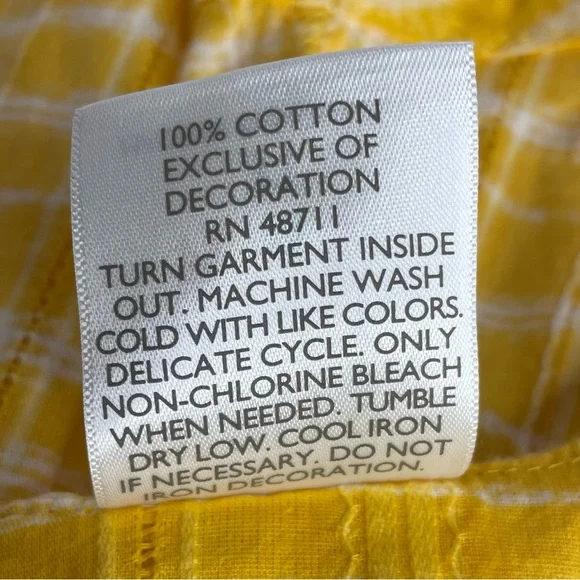 100% COTTON
EXCLUSIVE OF
DECORATION
RN 48711
TURN GARMENT INSIDE
OUT. MACHINE WASH
COLD WITH LIKE COLORS.
DELICATE CYCLE. ONLY
NON-CHLORINE BLEACH
WHEN NEEDED. TUMBLE
DRY LOW. COOL IRON
IF NECESSARY. DO NOT
IRON DECORATION.